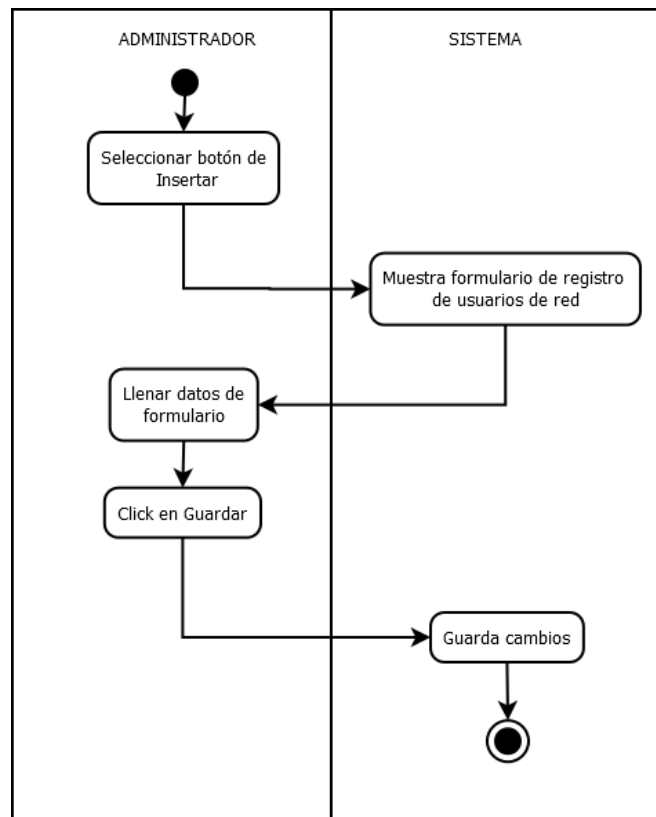 ADMINISTRADOR
SISTEMA
Seleccionar botón de
Insertar
Muestra formulario de registro
de usuarios de red
Llenar datos de
formulario
Click en Guardar
Guarda cambios